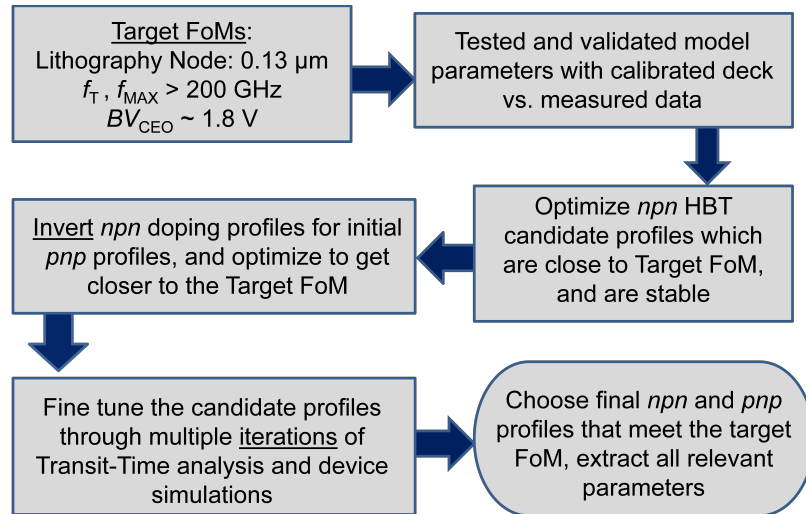 Target FoMs:
Lithography Node: 0.13 µm
fT , fMAX > 200 GHz
BVCEO ~ 1.8 V
Tested and validated model
parameters with calibrated deck
vs. measured data
Optimize npn HBT
candidate profiles which
are close to Target FoM,
and are stable
Invert npn doping profiles for initial
pnp profiles, and optimize to get
closer to the Target FoM
Fine tune the candidate profiles
through multiple iterations of
Transit-Time analysis and device
simulations
Choose final npn and pnp
profiles that meet the target
FoM, extract all relevant
parameters